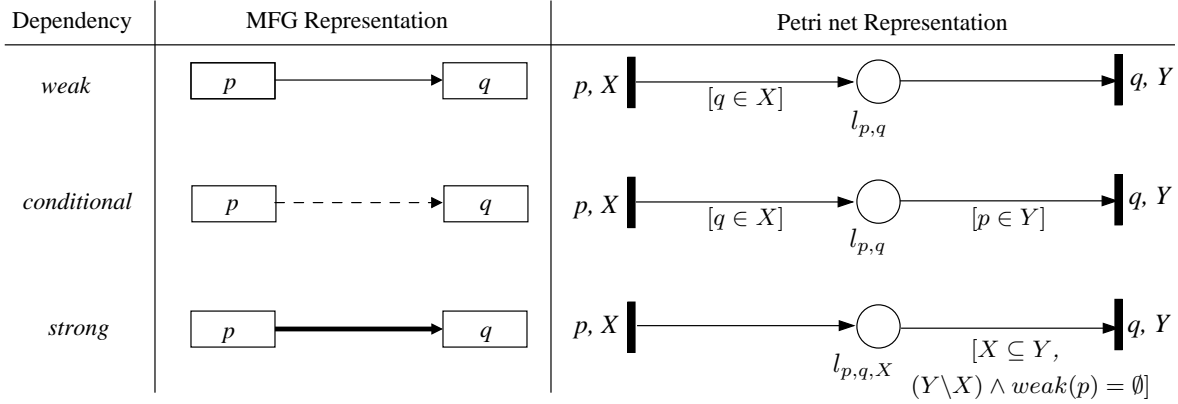 Dependency MFG Representation Petri net Representation
weak p q p, X [q ∈ X] l_{p,q} q, Y
conditional p q p, X [q ∈ X] l_{p,q} [p ∈ Y] q, Y
strong p q p, X l_{p,q,X} [X ⊆ Y, q, Y
(Y\X) ∧ weak(p) = ∅]